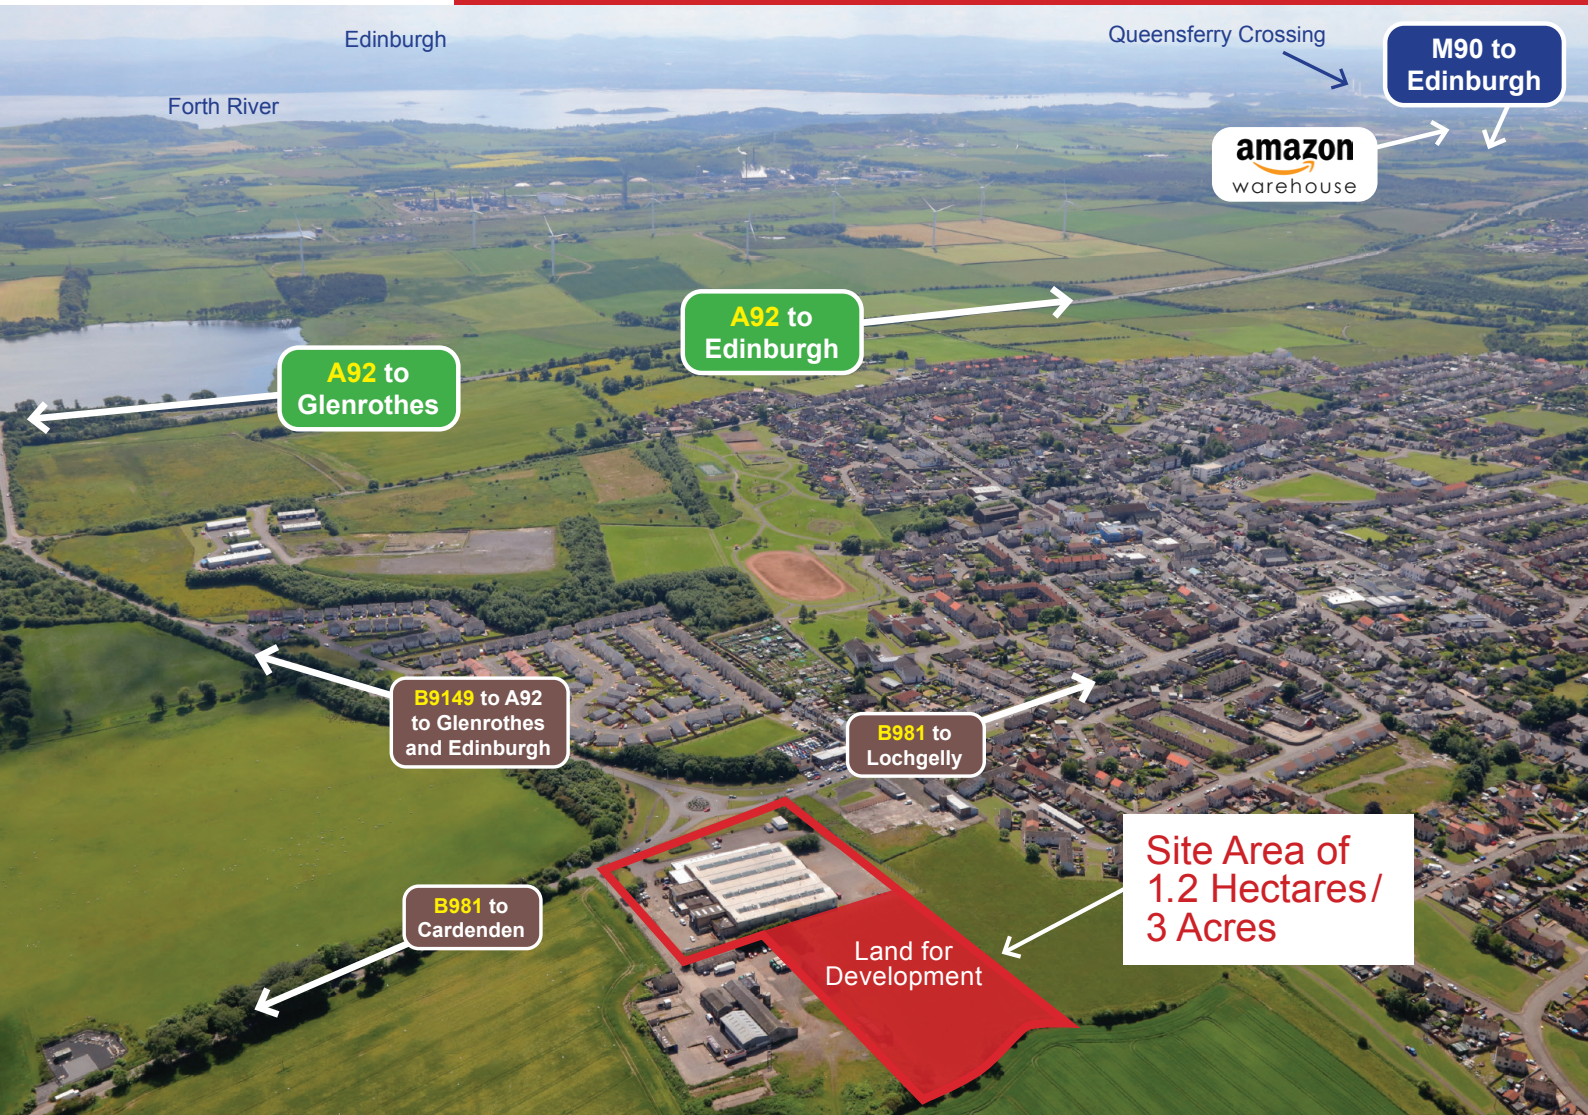 Edinburgh
Queensferry Crossing
M90 to
Edinburgh
Forth River
amazon
warehouse
A92 to
Edinburgh
A92 to
Glenrothes
B9149 to A92
to Glenrothes
and Edinburgh
B981 to
Lochgelly
Site Area of
1.2 Hectares/
3 Acres
B981 to
Cardenden
Land for
Development